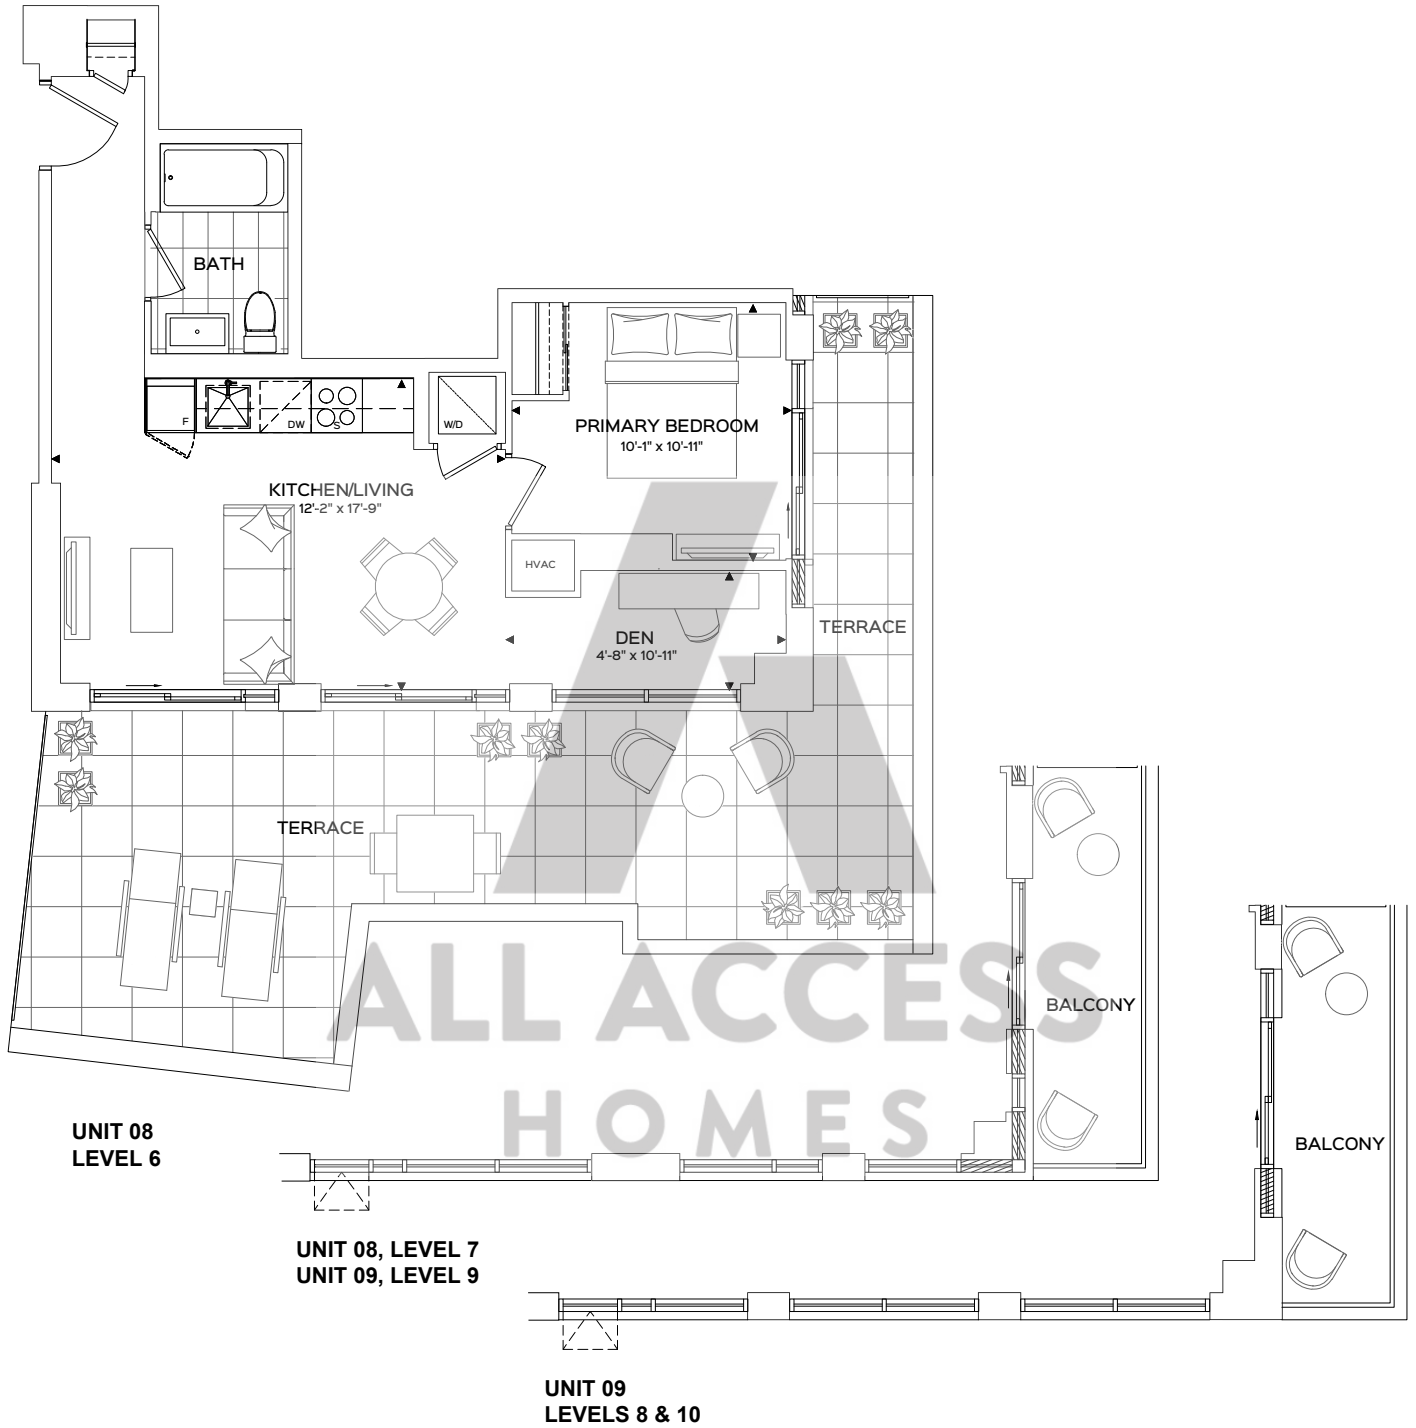 BATH
F
DW
S
W/D
PRIMARY BEDROOM
10'-1" x 10'-11"
KITCHEN/LIVING
12'-2" x 17'-9"
HVAC
DEN
4'-8" x 10'-11"
TERRACE
TERRACE
ALL ACCESS
HOMES
BALCONY
UNIT 08
LEVEL 6
BALCONY
UNIT 08, LEVEL 7
UNIT 09, LEVEL 9
UNIT 09
LEVELS 8 & 10